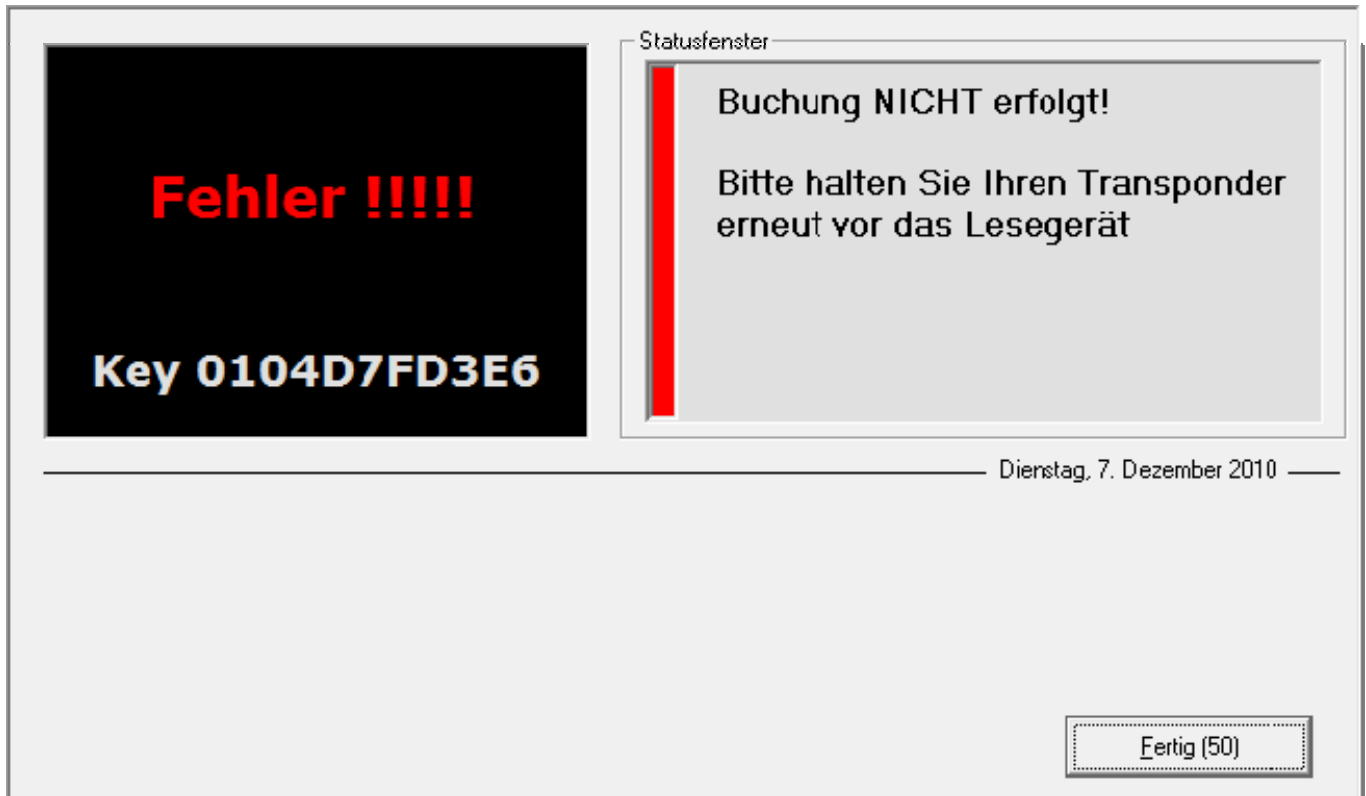 Fehler !!!!!
Key 0104D7FD3E6
Statusfenster
Buchung NICHT erfolgt!
Bitte halten Sie Ihren Transponder
erneut vor das Lesegerät
Dienstag, 7. Dezember 2010
Fertig (50)